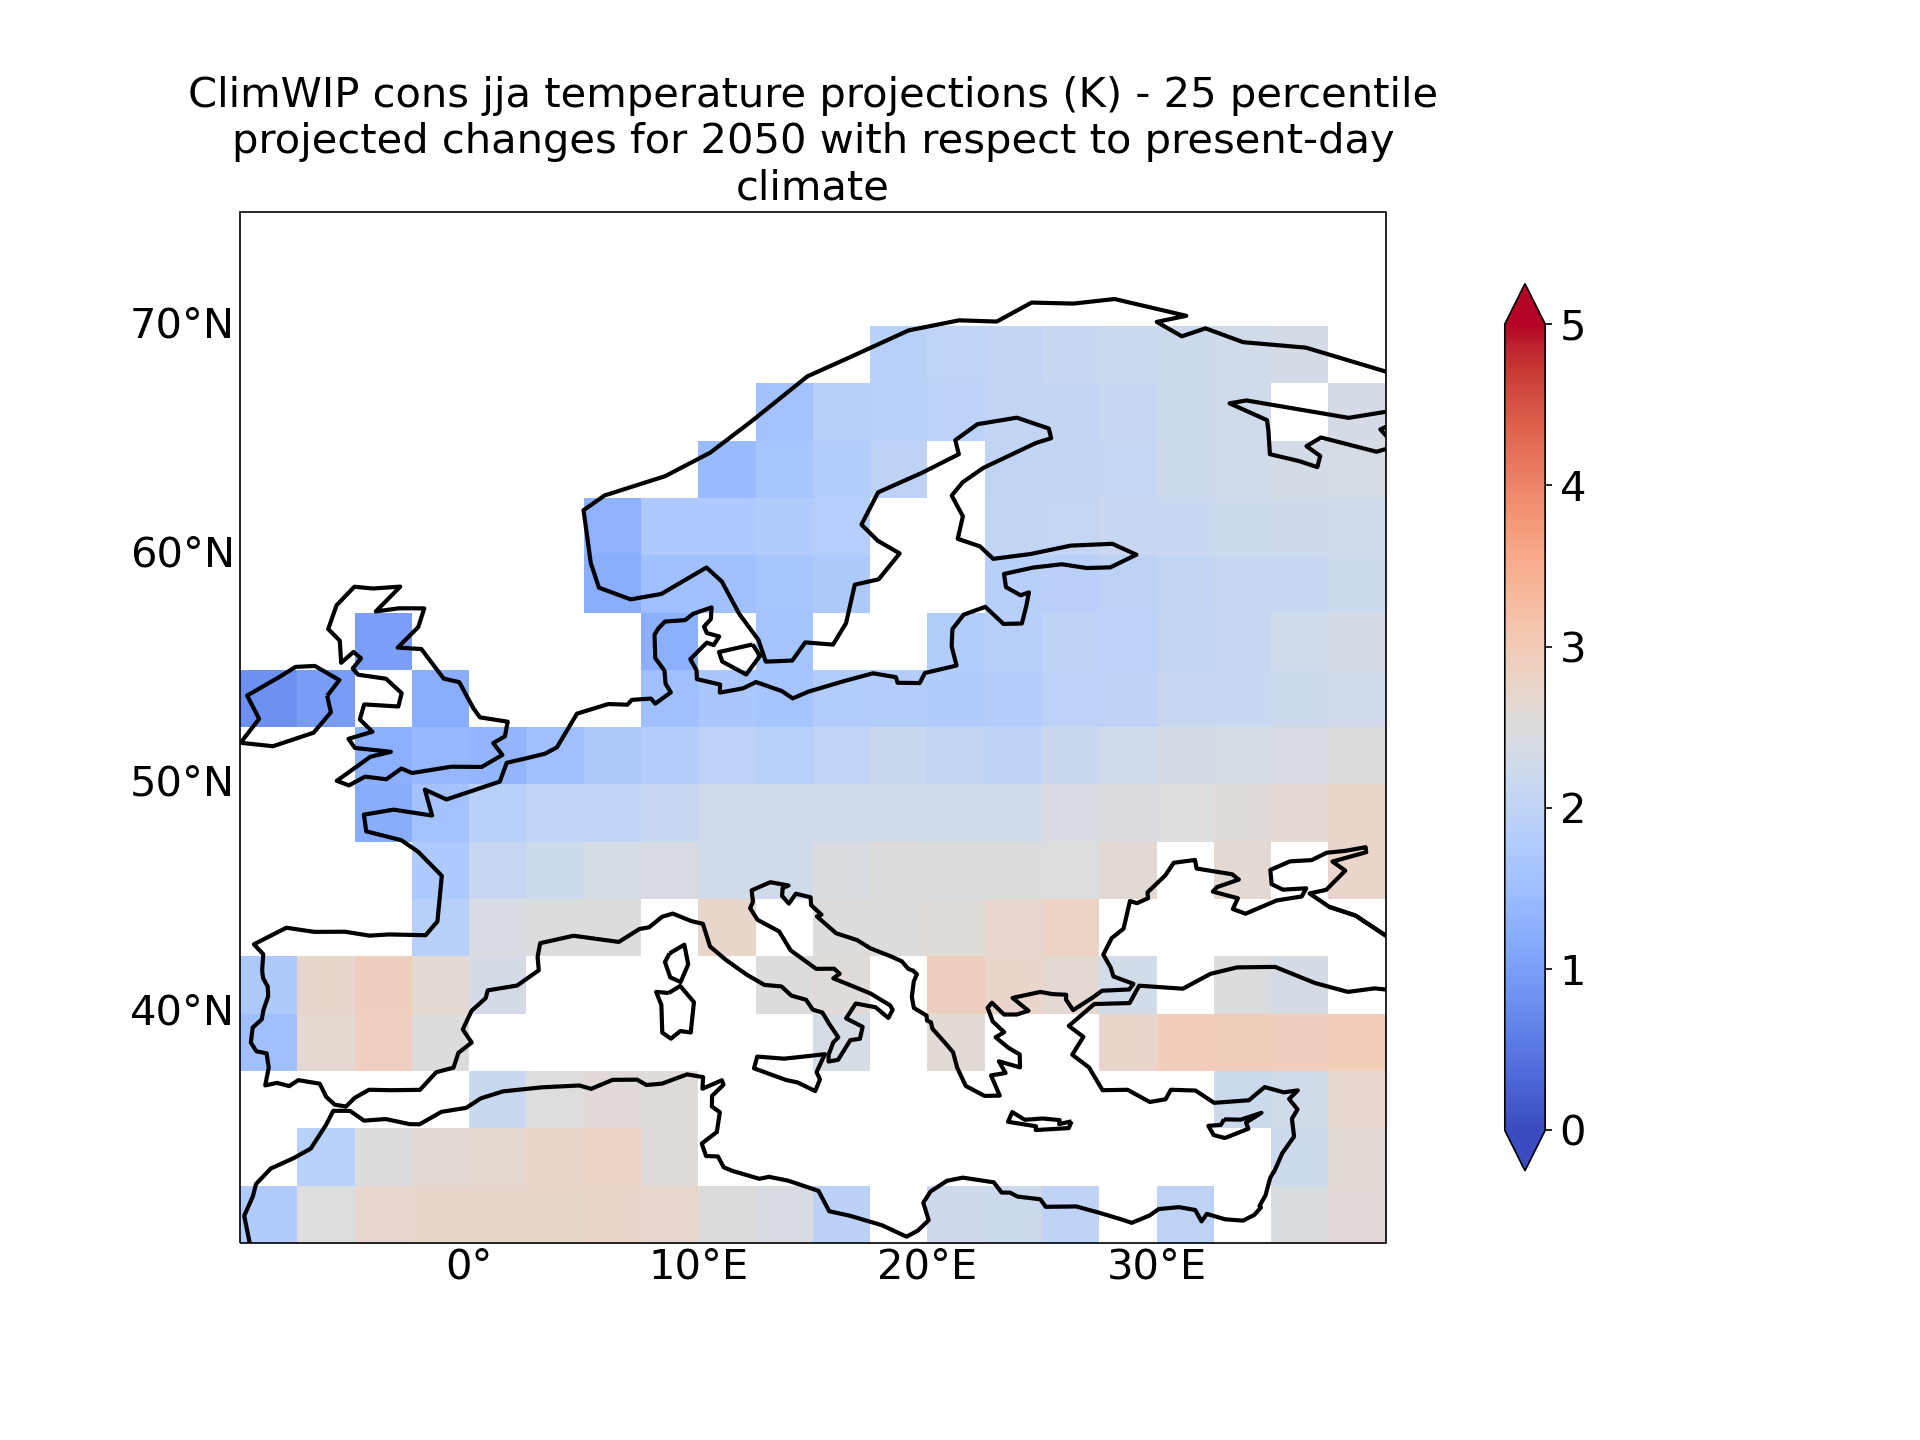 ClimWIP cons jja temperature projections (K) - 25 percentile
projected changes for 2050 with respect to present-day
climate
70°N
60°N
50°N
40°N
0°
10°E
20°E
30°E
5
4
3
2
1
0